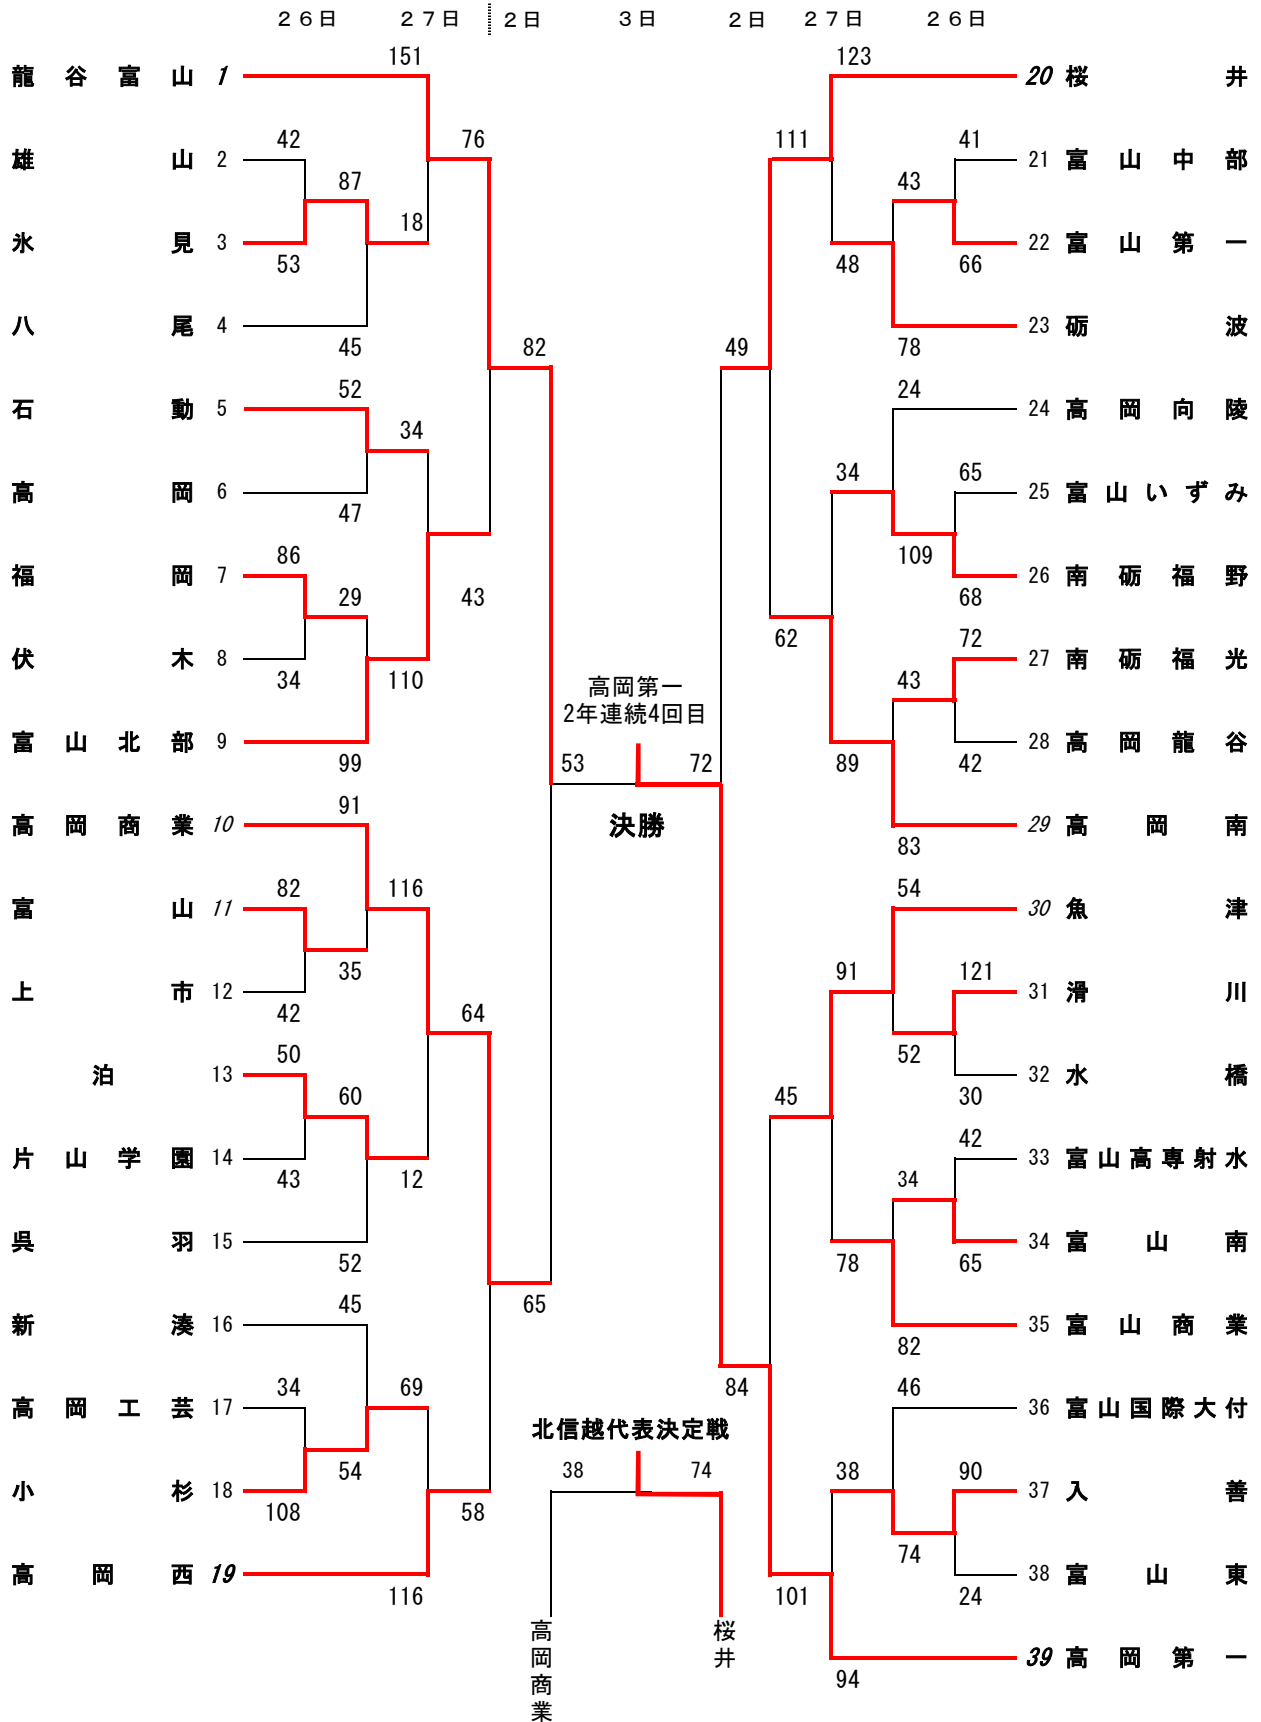 ２６日 ２７日 ２日 ３日 ２日 ２７日 ２６日
151 123
龍谷富山 1 20 桜井
42 76 111 41
雄山 2 21 富山中部
87 43
18
氷見 3 22 富山第一
53 48 66
八尾 4 23 砺波
45 82 49 78
52 24
石動 5 24 高岡向陵
34
34 65
高岡 6 25 富山いずみ
47
86 109
福岡 7 26 南砺福野
29 43 68
62 72
伏木 8 27 南砺福光
34 110 43
高岡第一
2年連続4回目
富山北部 9 28 高岡龍谷
99 53 72 89 42
91
高岡商業 10 決勝 29 高岡南
83
82 116 54
富山 11 30 魚津
35 91 121
上市 12 31 滑川
42 64
50 52
泊 13 32 水橋
60 45 30
42
片山学園 14 33 富山高専射水
43 12 34
呉羽 15 34 富山南
52 78 65
45 65
新湊 16 35 富山商業
82
34 69 84 46
高岡工芸 17 36 富山国際大付
北信越代表決定戦
54 38 74 38 90
小杉 18 37 入善
108 58
74
高岡西 19 38 富山東
116 101 24
高岡商業 桜井
39 高岡第一
94